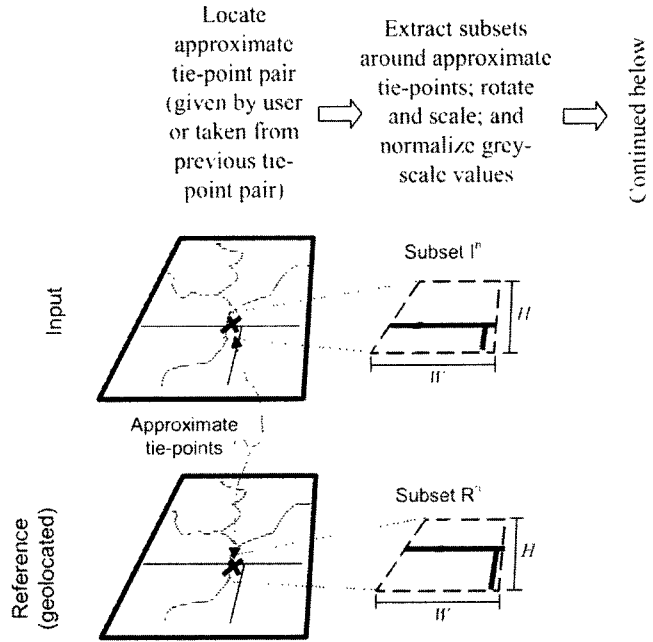 Locate
approximate
tie-point pair
(given by user
or taken from
previous tie-
point pair)
Extract subsets
around approximate
tie-points; rotate
and scale; and
normalize grey-
scale values
Continued below
Input
Subset Iⁿ
H
W
Approximate
tie-points
Reference
(geolocated)
Subset Rⁿ
H
W